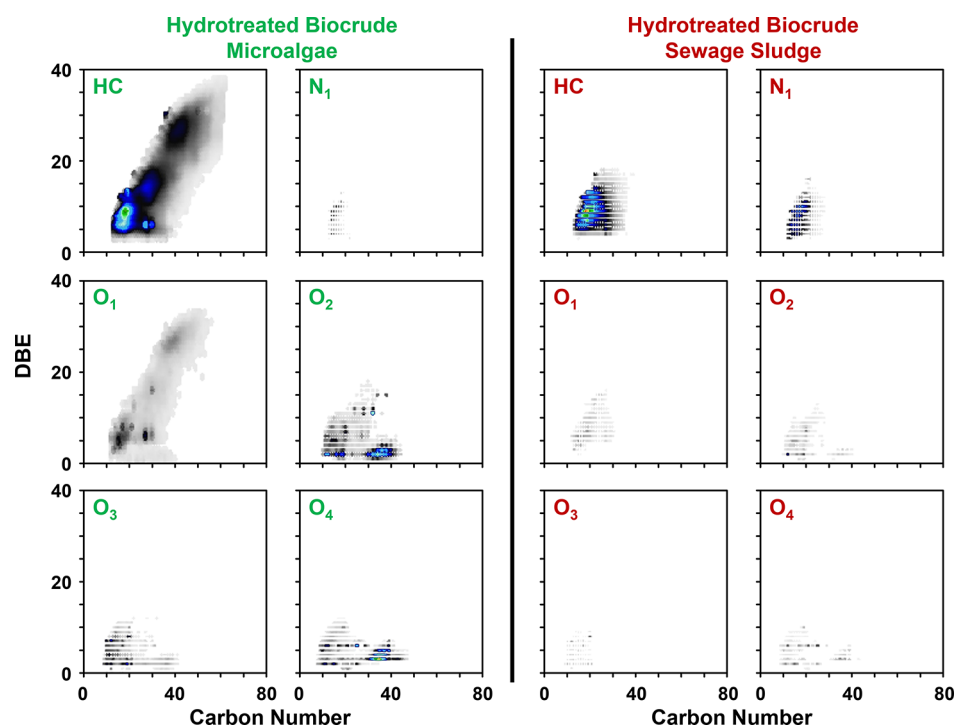 Hydrotreated Biocrude
Microalgae
Hydrotreated Biocrude
Sewage Sludge
40
20
0
HC
N₁
HC
N₁
DBE
40
20
0
O₁
O₂
O₁
O₂
40
20
0
O₃
O₄
O₃
O₄
0 40 80 0 40 80 0 40 80 0 40 80
Carbon Number
Carbon Number